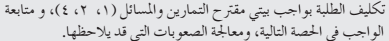 تكليف الطلبة بواجب بيتي مقترح التمارين والمسائل (١، ٢، ٤)، و متابعة
الواجب في الحصة التالية، ومعالجة الصعوبات التي قد يلاحظها.